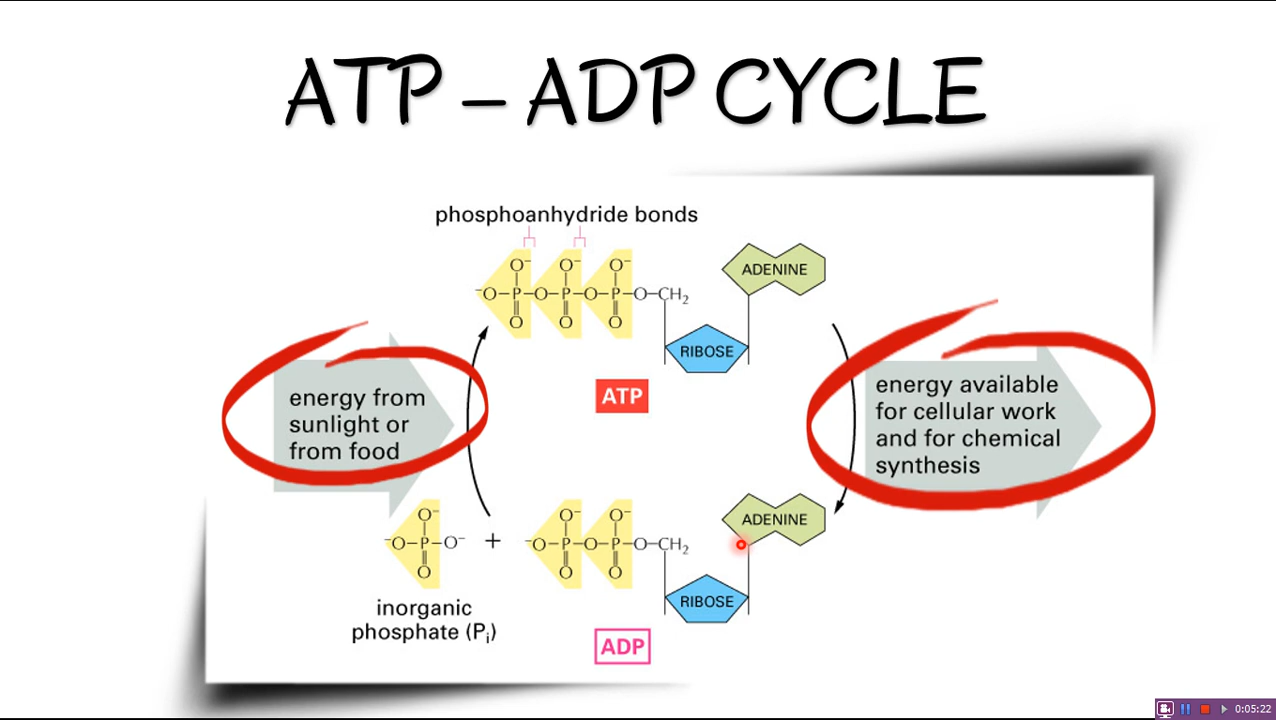 ATP – ADP CYCLE
phosphoanhydride bonds
O⁻ O⁻ O⁻
⁻O–P–O–P–O–P–O–CH₂
O O O
ADENINE
RIBOSE
ATP
energy from
sunlight or
from food
energy available
for cellular work
and for chemical
synthesis
O⁻
⁻O–P–O⁻
O
+
O⁻ O⁻
⁻O–P–O–P–O–CH₂
O O
ADENINE
RIBOSE
inorganic
phosphate (Pᵢ)
ADP
0:05:22